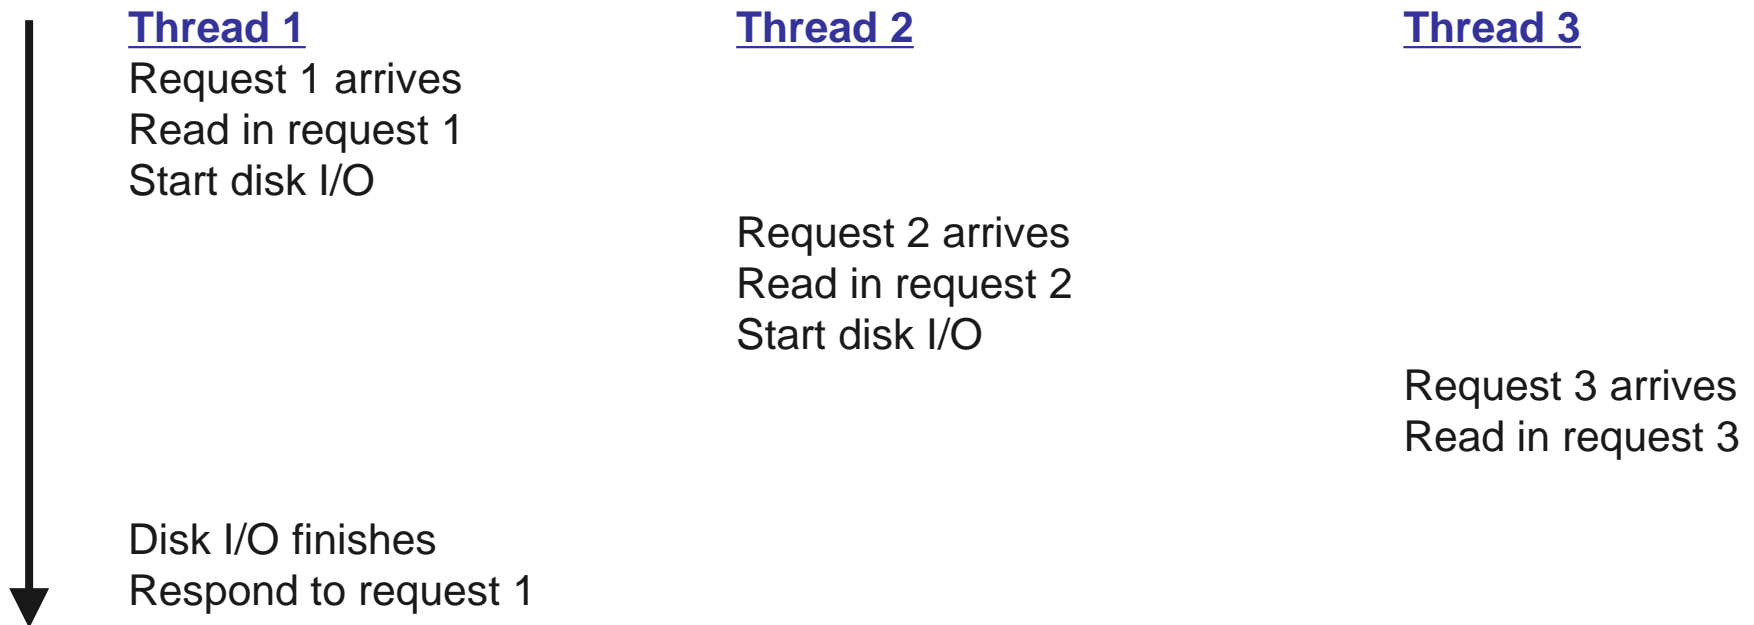 Thread 1
Thread 2
Thread 3
Request 1 arrives
Read in request 1
Start disk I/O
Request 2 arrives
Read in request 2
Start disk I/O
Request 3 arrives
Read in request 3
Disk I/O finishes
Respond to request 1